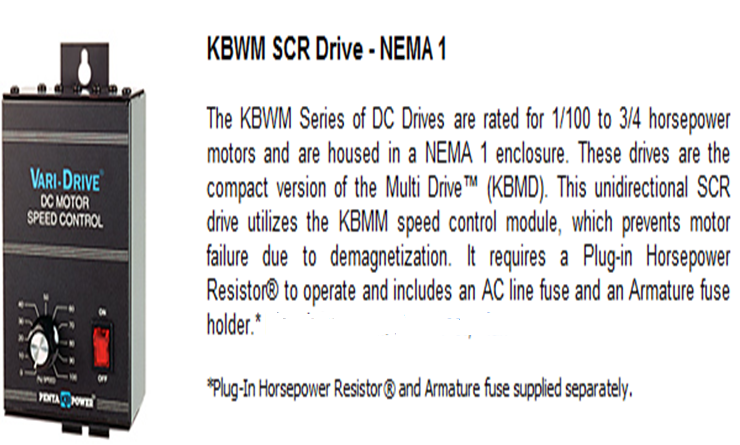 KBWM SCR Drive - NEMA 1
The KBWM Series of DC Drives are rated for 1/100 to 3/4 horsepower
motors and are housed in a NEMA 1 enclosure. These drives are the
compact version of the Multi Drive™ (KBMD). This unidirectional SCR
drive utilizes the KBMM speed control module, which prevents motor
failure due to demagnetization. It requires a Plug-in Horsepower
Resistor® to operate and includes an AC line fuse and an Armature fuse
holder.*
*Plug-In Horsepower Resistor® and Armature fuse supplied separately.
VARI-DRIVE®
DC MOTOR
SPEED CONTROL
50
40 60
30 70
20 80
10 90
0 % SPEED 100
ON
OFF
PENTA KB POWER